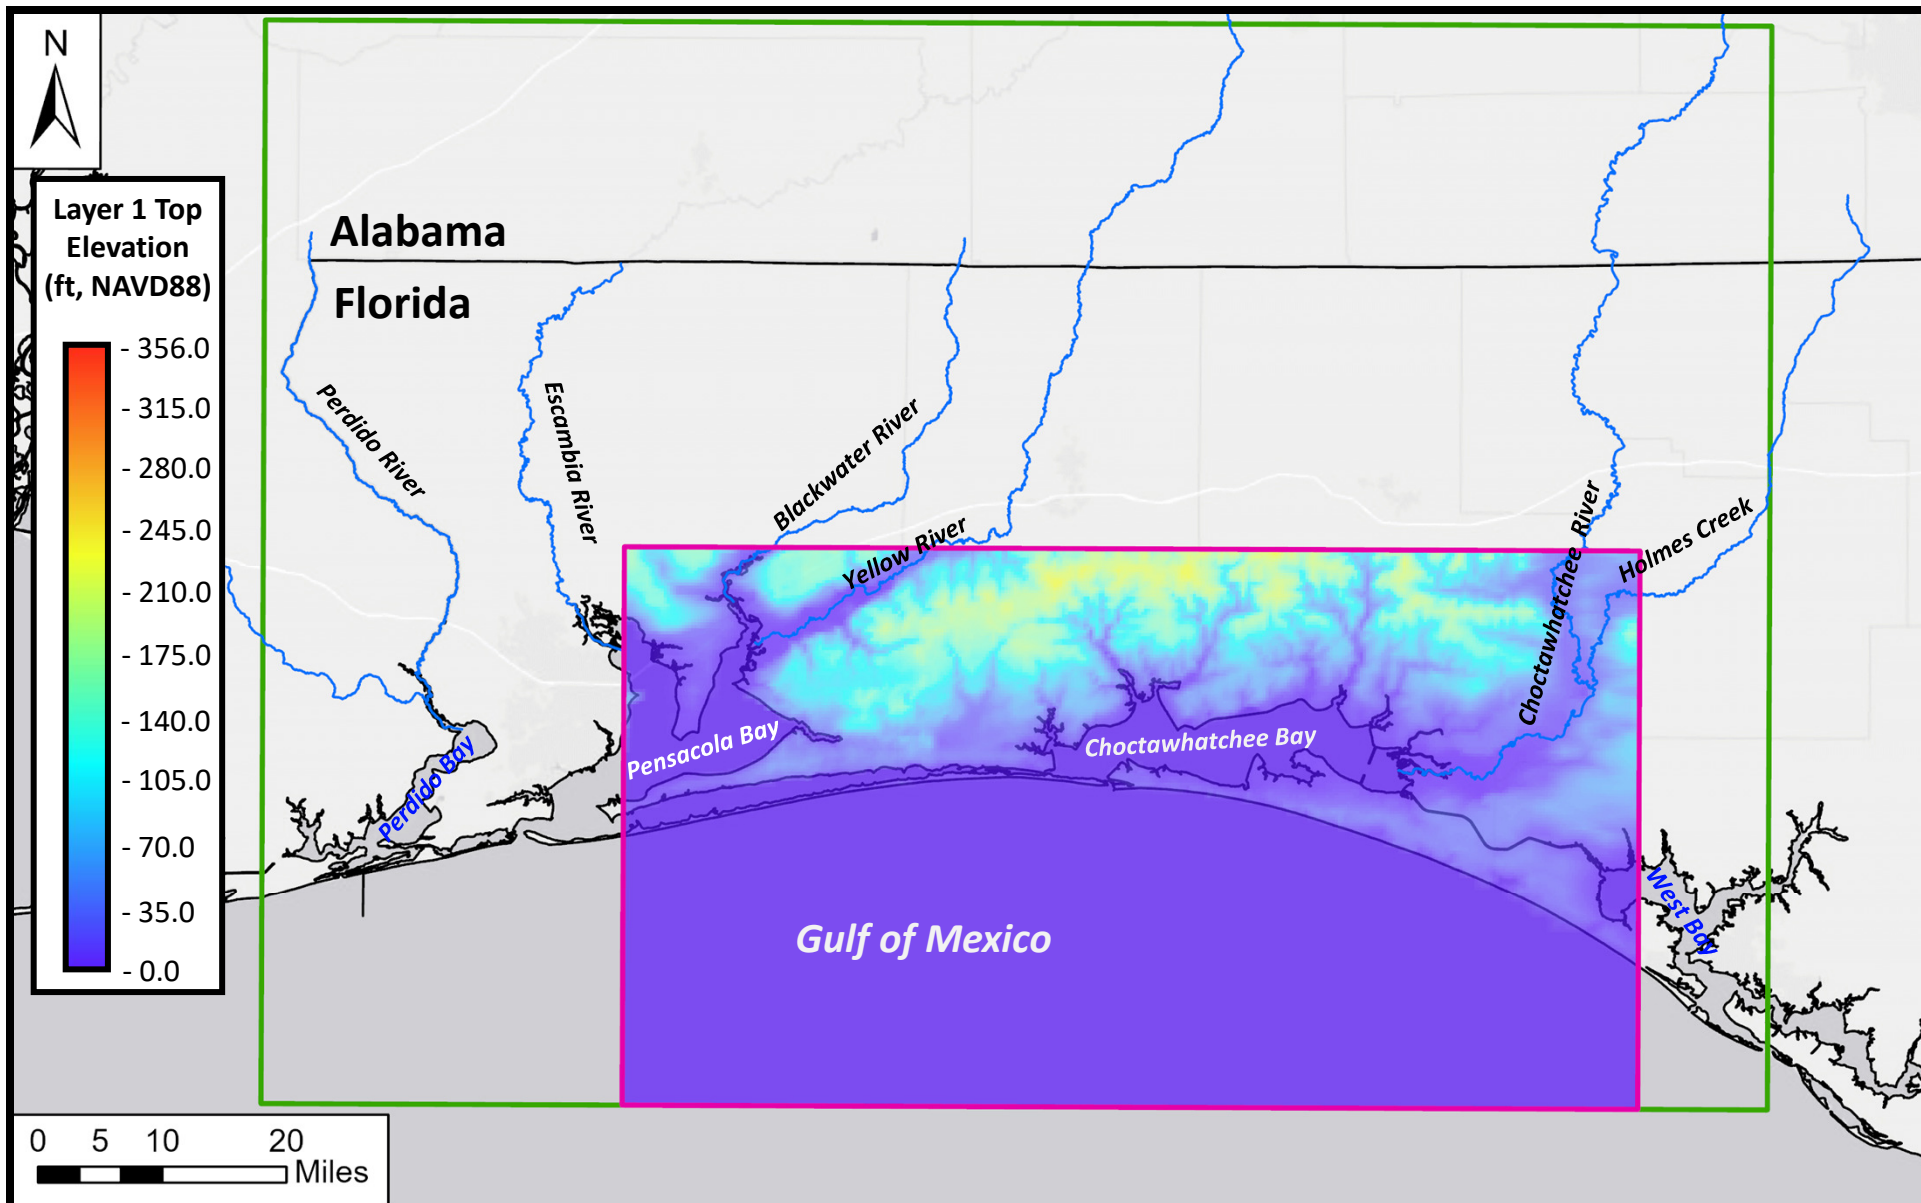 N
Layer 1 Top
Elevation
(ft, NAVD88)
- 356.0
- 315.0
- 280.0
- 245.0
- 210.0
- 175.0
- 140.0
- 105.0
- 70.0
- 35.0
- 0.0
Alabama
Florida
Perdido River
Escambia River
Blackwater River
Yellow River
Choctawhatchee River
Holmes Creek
Perdido Bay
Pensacola Bay
Choctawhatchee Bay
West Bay
Gulf of Mexico
0 5 10 20
Miles